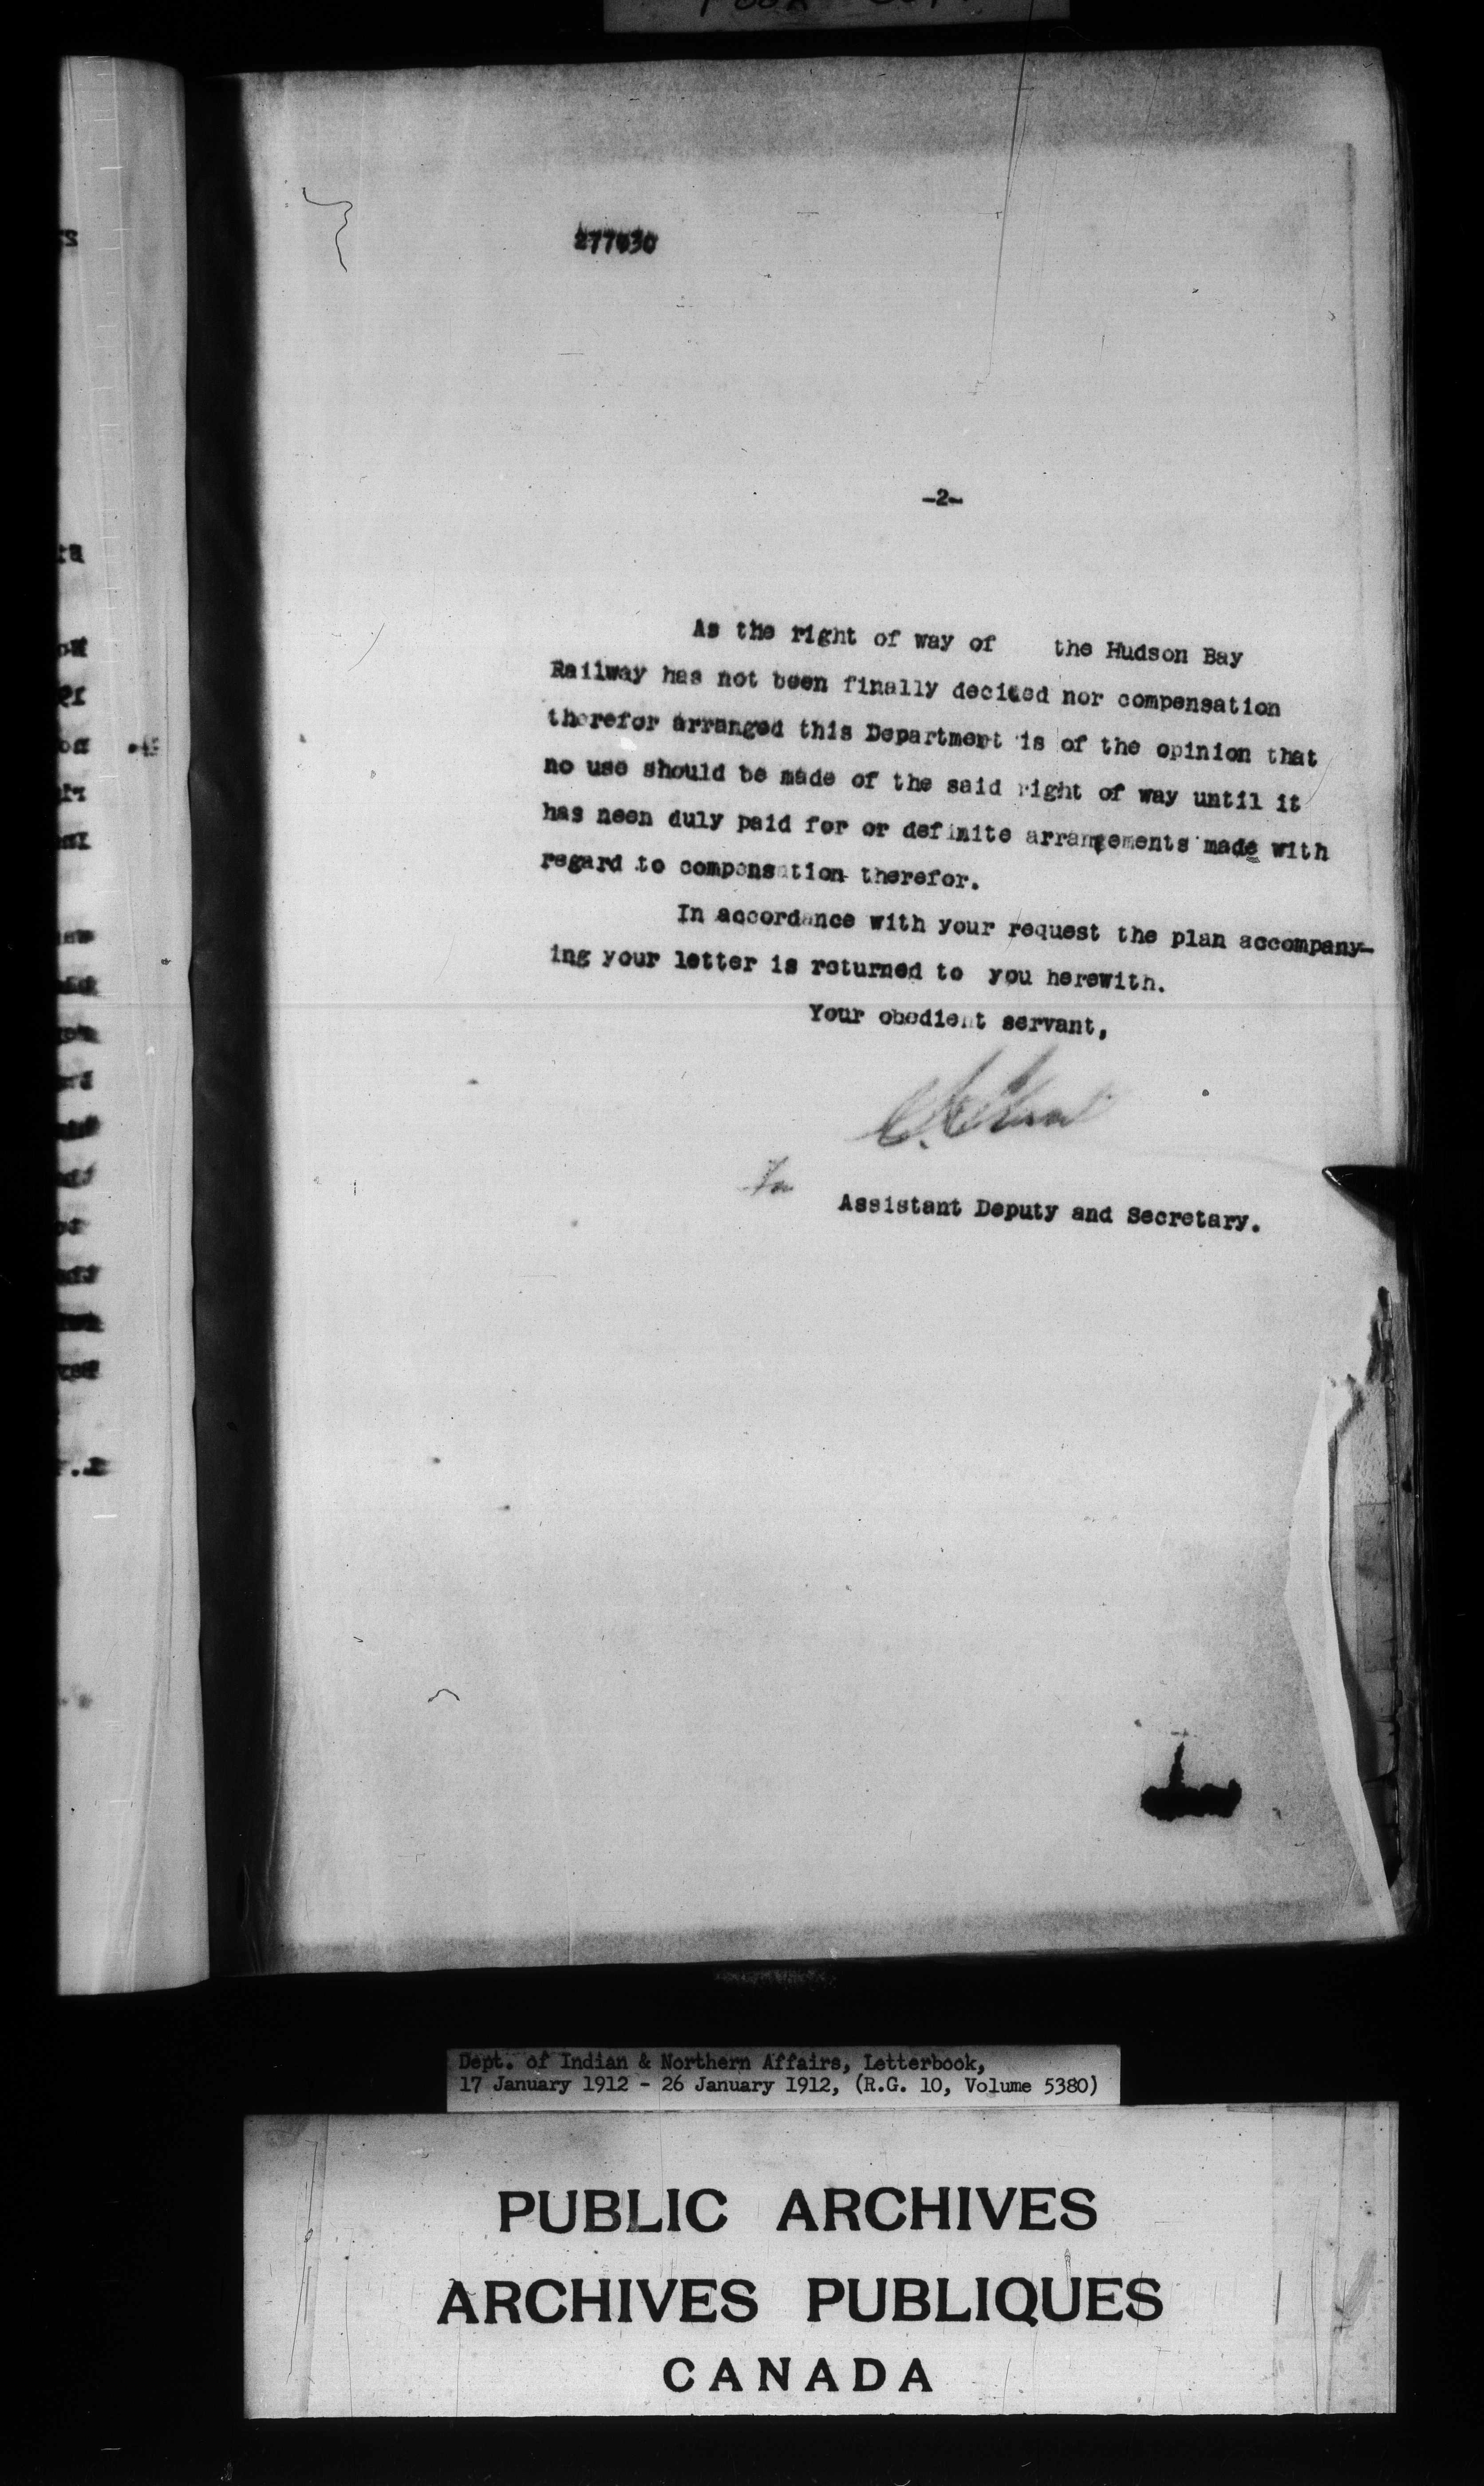 -2-
As the right of way of the Hudson Bay
Railway has not been finally decided nor compensation
therefor arranged this Department is of the opinion that
no use should be made of the said right of way until it
has neen duly paid for or definite arrangements made with
regard to compensation therefor.
In accordance with your request the plan accompany-
ing your letter is returned to you herewith.
Your obedient servant,
Assistant Deputy and Secretary.
Dept. of Indian & Northern Affairs, Letterbook,
17 January 1912 - 26 January 1912, (R.G. 10, Volume 5380)
PUBLIC ARCHIVES
ARCHIVES PUBLIQUES
CANADA